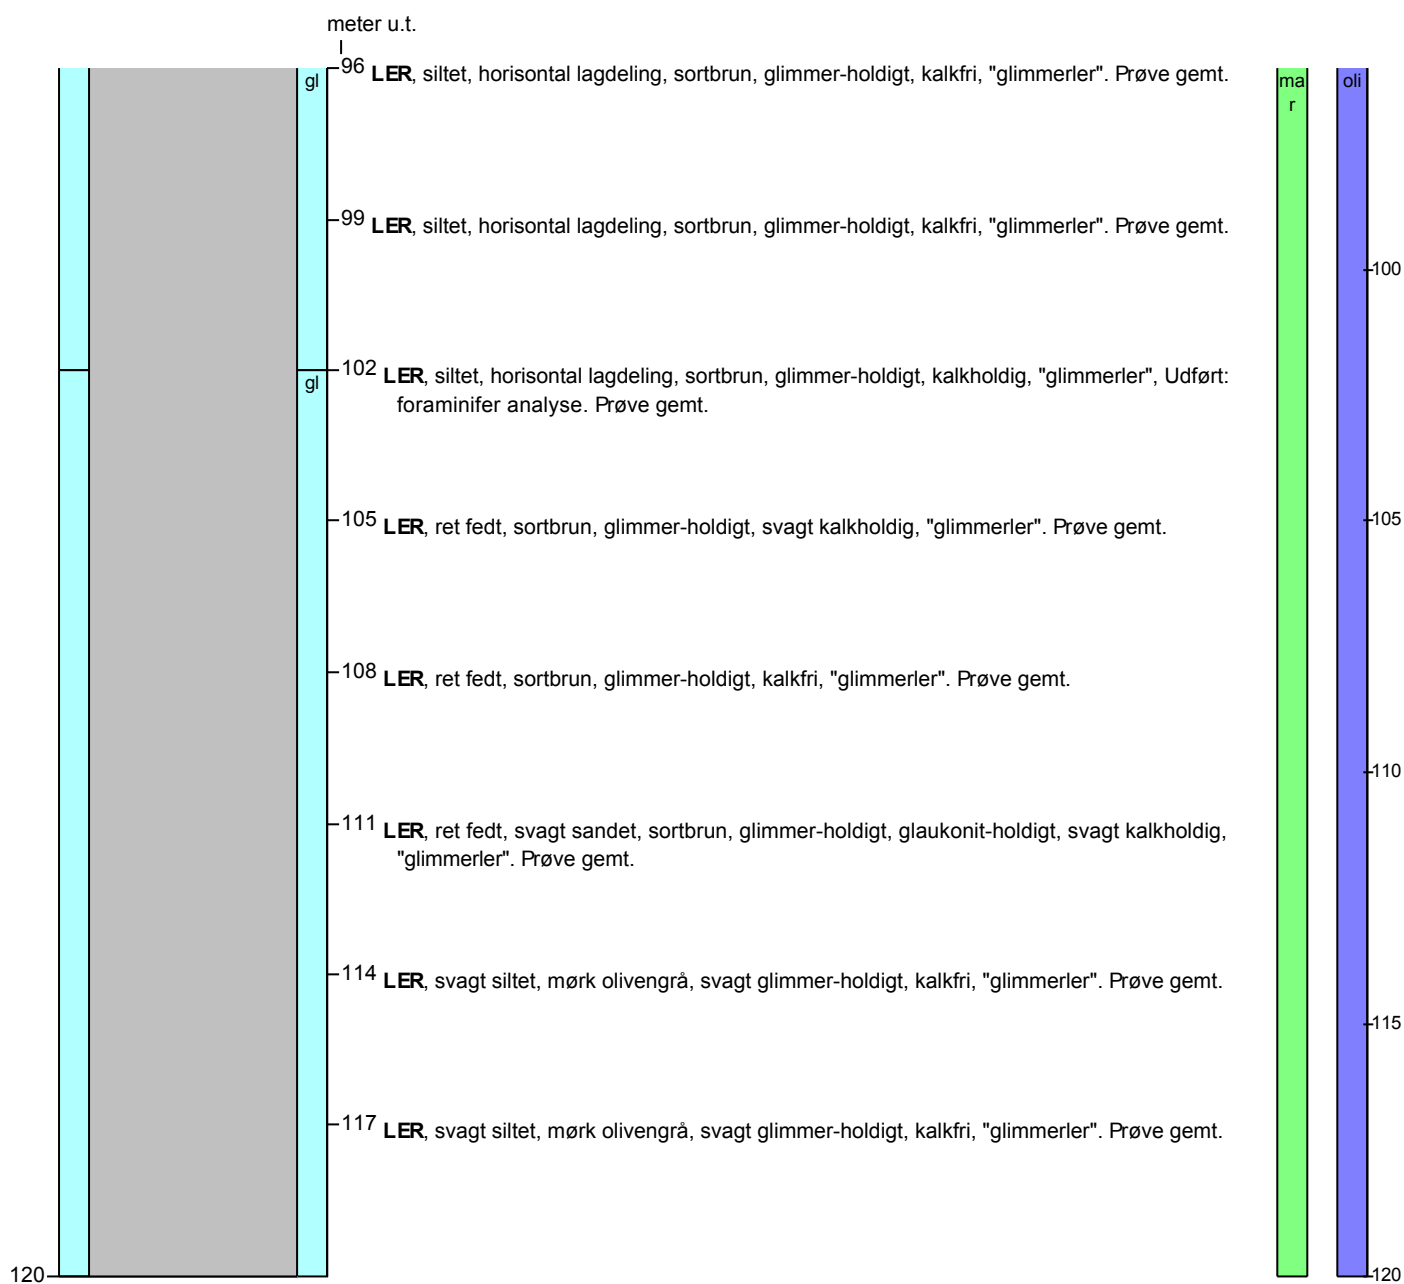 meter u.t.
gl
96 LER, siltet, horisontal lagdeling, sortbrun, glimmer-holdigt, kalkfri, "glimmerler". Prøve gemt.
ma
r
oli
99 LER, siltet, horisontal lagdeling, sortbrun, glimmer-holdigt, kalkfri, "glimmerler". Prøve gemt.
100
gl
102 LER, siltet, horisontal lagdeling, sortbrun, glimmer-holdigt, kalkholdig, "glimmerler", Udført:
foraminifer analyse. Prøve gemt.
105 LER, ret fedt, sortbrun, glimmer-holdigt, svagt kalkholdig, "glimmerler". Prøve gemt.
105
108 LER, ret fedt, sortbrun, glimmer-holdigt, kalkfri, "glimmerler". Prøve gemt.
110
111 LER, ret fedt, svagt sandet, sortbrun, glimmer-holdigt, glaukonit-holdigt, svagt kalkholdig,
"glimmerler". Prøve gemt.
114 LER, svagt siltet, mørk olivengrå, svagt glimmer-holdigt, kalkfri, "glimmerler". Prøve gemt.
115
117 LER, svagt siltet, mørk olivengrå, svagt glimmer-holdigt, kalkfri, "glimmerler". Prøve gemt.
120
120